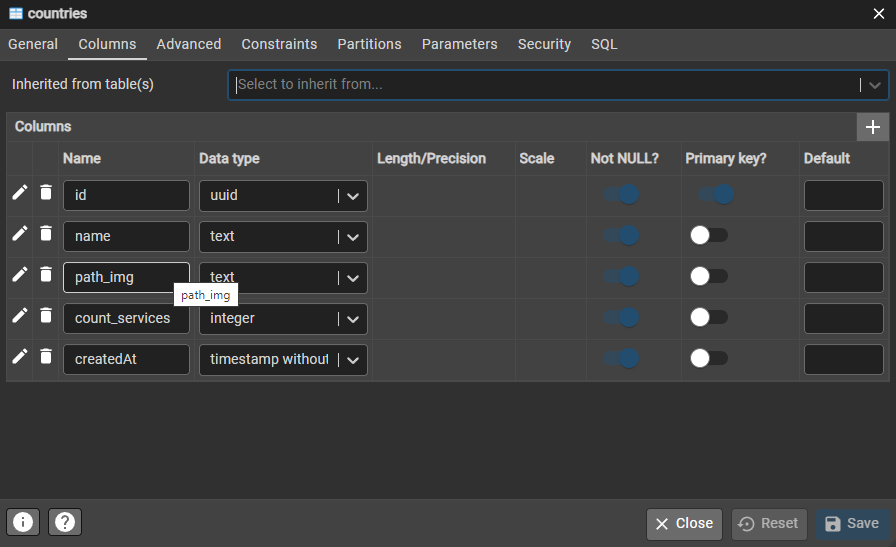 countries
General Columns Advanced Constraints Partitions Parameters Security SQL
Inherited from table(s) Select to inherit from...
Columns
Name Data type Length/Precision Scale Not NULL? Primary key? Default
id uuid
name text
path_img text
path_img
count_services integer
createdAt timestamp without
Close Reset Save